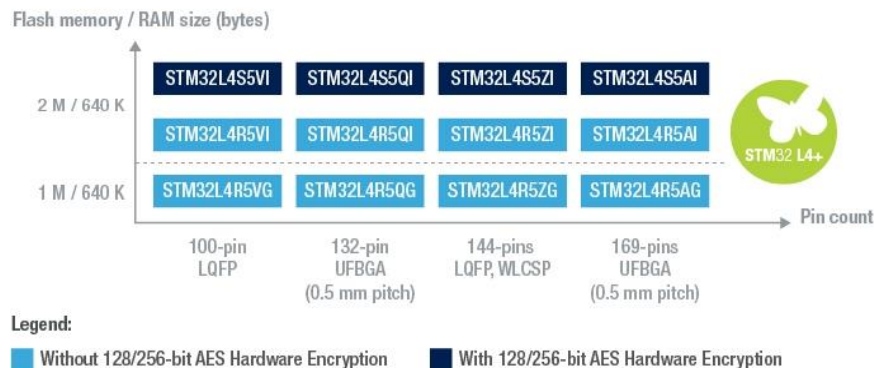 Flash memory / RAM size (bytes)
STM32L4S5VI STM32L4S5QI STM32L4S5ZI STM32L4S5AI
2 M / 640 K
STM32L4R5VI STM32L4R5QI STM32L4R5ZI STM32L4R5AI
STM32 L4+
1 M / 640 K STM32L4R5VG STM32L4R5QG STM32L4R5ZG STM32L4R5AG
Pin count
100-pin 132-pin 144-pins 169-pins
LQFP UFBGA LQFP, WLCSP UFBGA
(0.5 mm pitch) (0.5 mm pitch)
Legend:
Without 128/256-bit AES Hardware Encryption With 128/256-bit AES Hardware Encryption